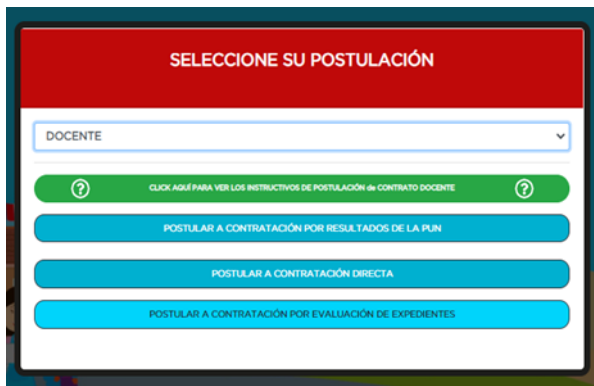 SELECCIONE SU POSTULACIÓN
DOCENTE
? CLICK AQUÍ PARA VER LOS INSTRUCTIVOS DE POSTULACIÓN de CONTRATO DOCENTE ?
POSTULAR A CONTRATACIÓN POR RESULTADOS DE LA PUN
POSTULAR A CONTRATACIÓN DIRECTA
POSTULAR A CONTRATACIÓN POR EVALUACIÓN DE EXPEDIENTES